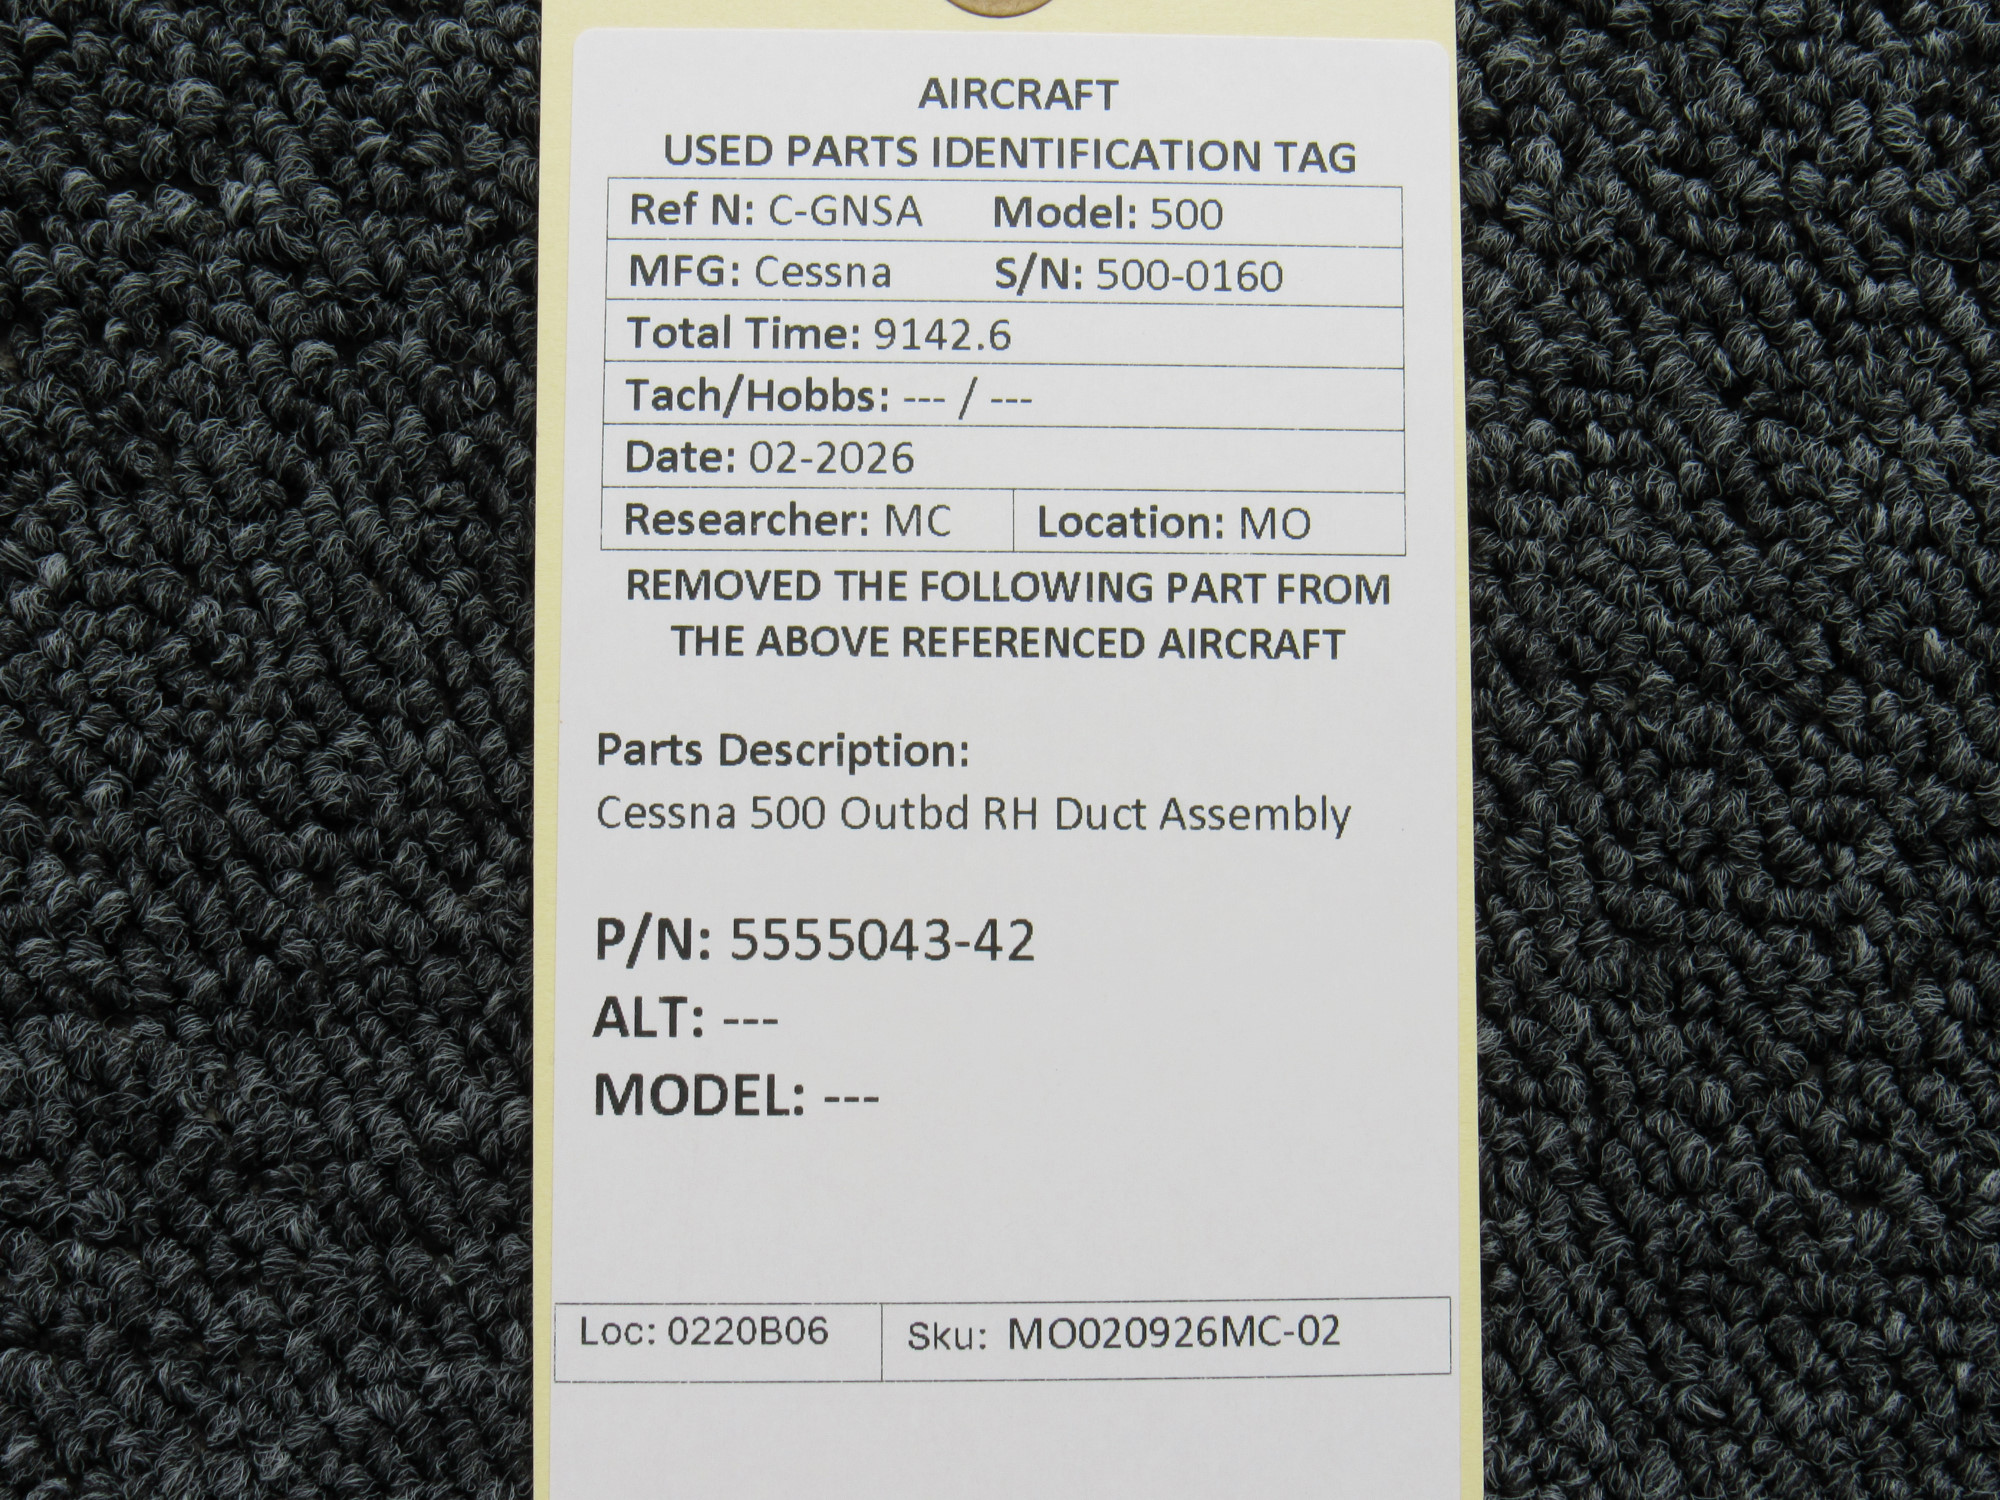 AIRCRAFT
USED PARTS IDENTIFICATION TAG
Ref N: C-GNSA Model: 500
MFG: Cessna S/N: 500-0160
Total Time: 9142.6
Tach/Hobbs: --- / ---
Date: 02-2026
Researcher: MC Location: MO
REMOVED THE FOLLOWING PART FROM
THE ABOVE REFERENCED AIRCRAFT
Parts Description:
Cessna 500 Outbd RH Duct Assembly
P/N: 5555043-42
ALT: ---
MODEL: ---
Loc: 0220B06 Sku: MO020926MC-02